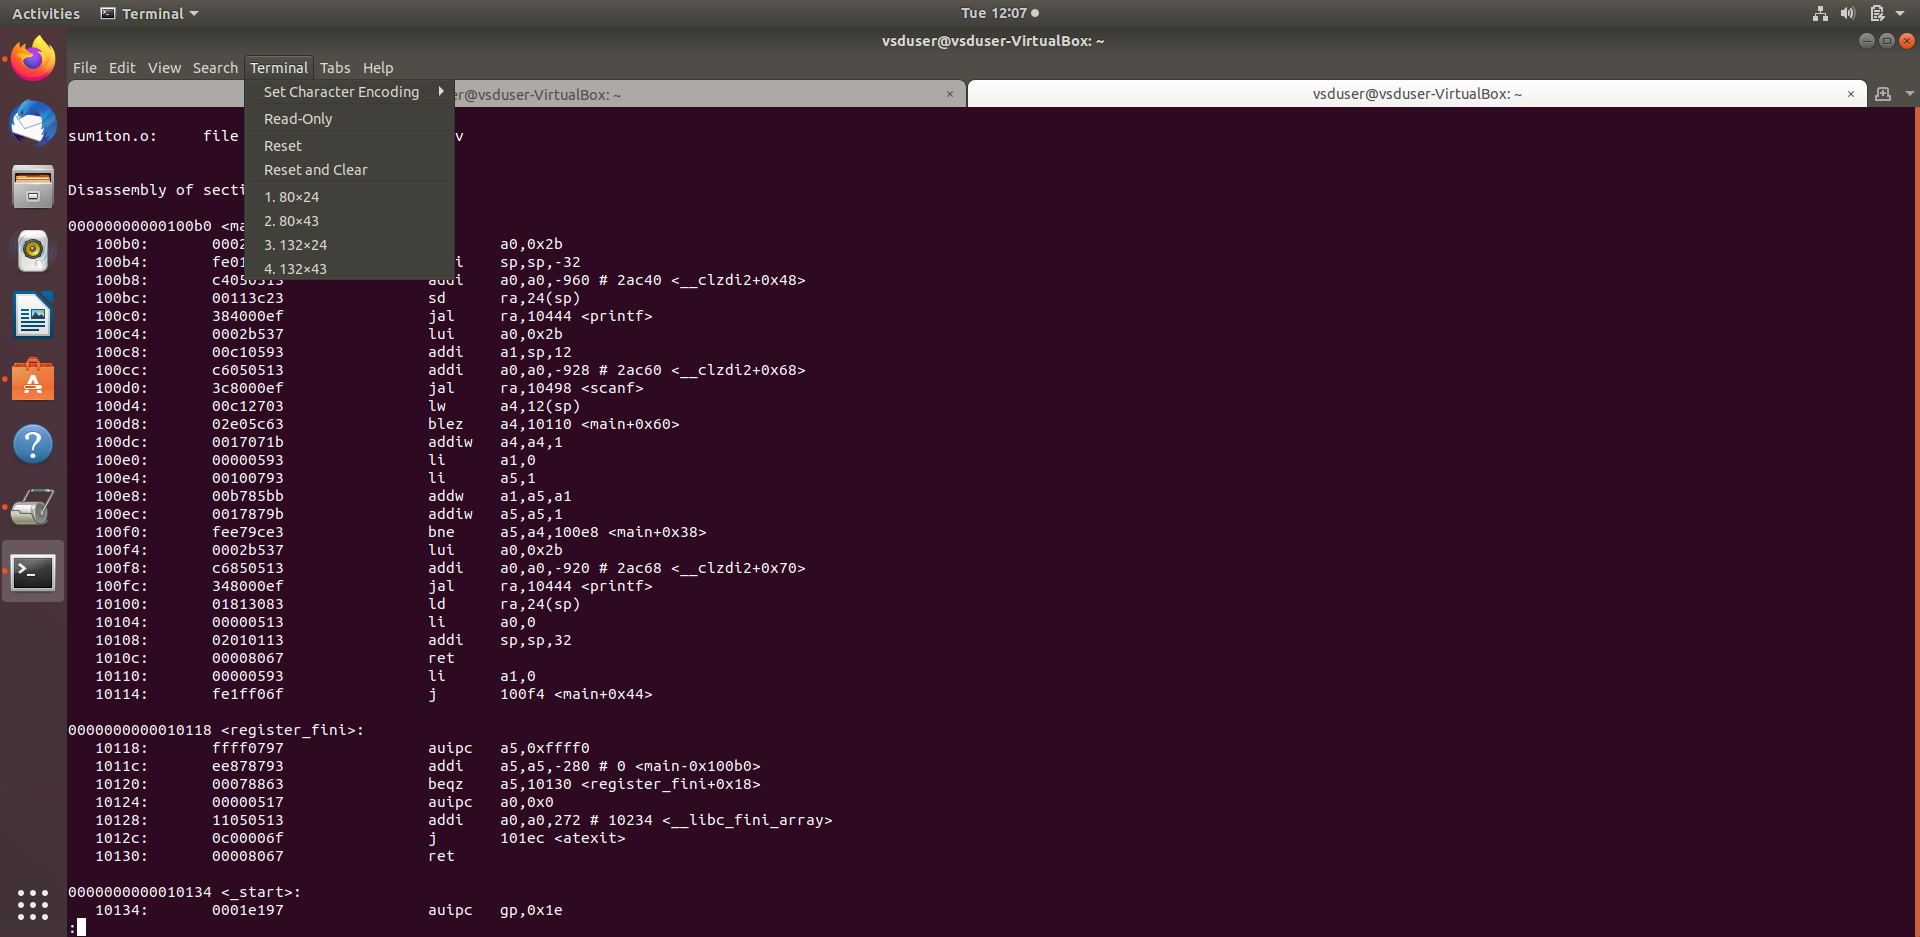 Activities Terminal Tue 12:07
vsduser@vsduser-VirtualBox: ~
File Edit View Search Terminal Tabs Help
Set Character Encoding
Read-Only
Reset
Reset and Clear
1. 80×24
2. 80×43
3. 132×24
4. 132×43
er@vsduser-VirtualBox: ~ × vsduser@vsduser-VirtualBox: ~ ×
sum1ton.o: file v
Disassembly of secti
00000000000100b0 <ma
100b0: 0002 a0,0x2b
100b4: fe01 i sp,sp,-32
100b8: c4050513 addi a0,a0,-960 # 2ac40 <__clzdi2+0x48>
100bc: 00113c23 sd ra,24(sp)
100c0: 384000ef jal ra,10444 <printf>
100c4: 0002b537 lui a0,0x2b
100c8: 00c10593 addi a1,sp,12
100cc: c6050513 addi a0,a0,-928 # 2ac60 <__clzdi2+0x68>
100d0: 3c8000ef jal ra,10498 <scanf>
100d4: 00c12703 lw a4,12(sp)
100d8: 02e05c63 blez a4,10110 <main+0x60>
100dc: 0017071b addiw a4,a4,1
100e0: 00000593 li a1,0
100e4: 00100793 li a5,1
100e8: 00b785bb addw a1,a5,a1
100ec: 0017879b addiw a5,a5,1
100f0: fee79ce3 bne a5,a4,100e8 <main+0x38>
100f4: 0002b537 lui a0,0x2b
100f8: c6850513 addi a0,a0,-920 # 2ac68 <__clzdi2+0x70>
100fc: 348000ef jal ra,10444 <printf>
10100: 01813083 ld ra,24(sp)
10104: 00000513 li a0,0
10108: 02010113 addi sp,sp,32
1010c: 00008067 ret
10110: 00000593 li a1,0
10114: fe1ff06f j 100f4 <main+0x44>
0000000000010118 <register_fini>:
10118: ffff0797 auipc a5,0xffff0
1011c: ee878793 addi a5,a5,-280 # 0 <main-0x100b0>
10120: 00078863 beqz a5,10130 <register_fini+0x18>
10124: 00000517 auipc a0,0x0
10128: 11050513 addi a0,a0,272 # 10234 <__libc_fini_array>
1012c: 0c00006f j 101ec <atexit>
10130: 00008067 ret
0000000000010134 <_start>:
10134: 0001e197 auipc gp,0x1e
: